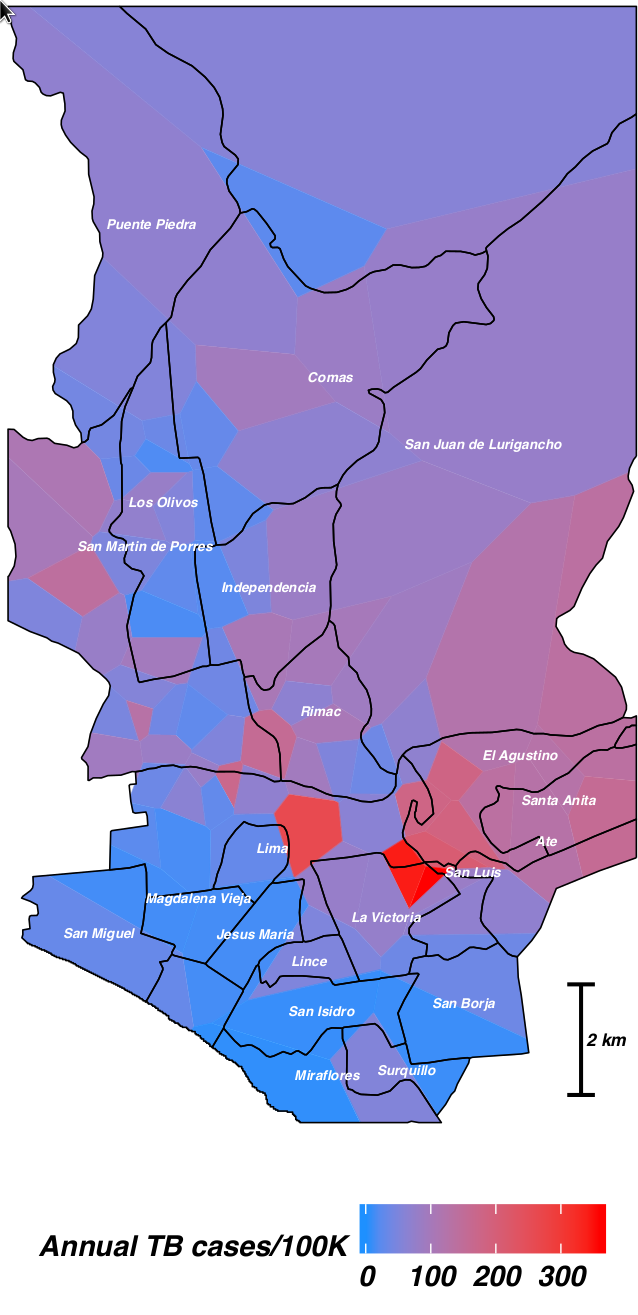 Puente Piedra
Comas
San Juan de Lurigancho
Los Olivos
San Martin de Porres
Independencia
Rimac
El Agustino
Santa Anita
Ate
Lima
San Luis
Magdalena Vieja
La Victoria
San Miguel
Jesus Maria
Lince
San Borja
San Isidro
2 km
Surquillo
Miraflores
Annual TB cases/100K
0 100 200 300